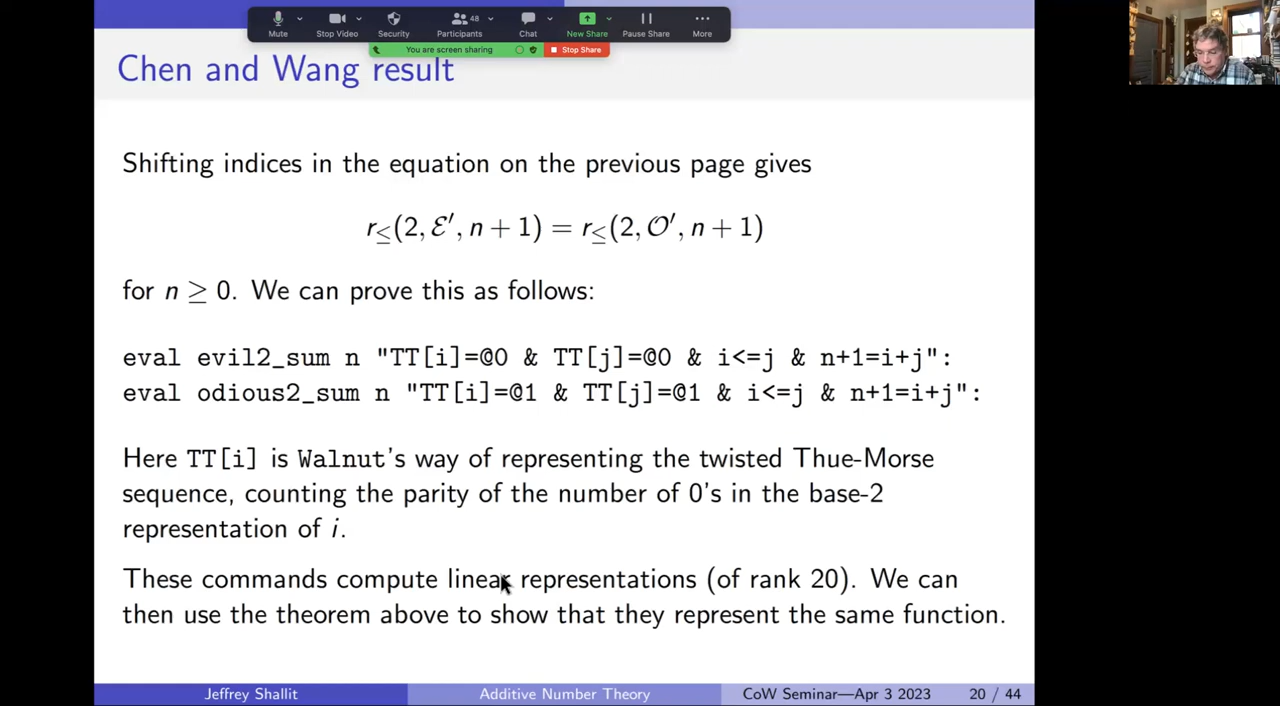 48
Mute Stop Video Security Participants Chat New Share Pause Share More
You are screen sharing Stop Share
Chen and Wang result
Shifting indices in the equation on the previous page gives
r≤(2, ℰ′, n + 1) = r≤(2, 𝒪′, n + 1)
for n ≥ 0. We can prove this as follows:
eval evil2_sum n "TT[i]=@0 & TT[j]=@0 & i<=j & n+1=i+j":
eval odious2_sum n "TT[i]=@1 & TT[j]=@1 & i<=j & n+1=i+j":
Here TT[i] is Walnut's way of representing the twisted Thue-Morse
sequence, counting the parity of the number of 0's in the base-2
representation of i.
These commands compute linear representations (of rank 20). We can
then use the theorem above to show that they represent the same function.
Jeffrey Shallit Additive Number Theory CoW Seminar—Apr 3 2023 20 / 44